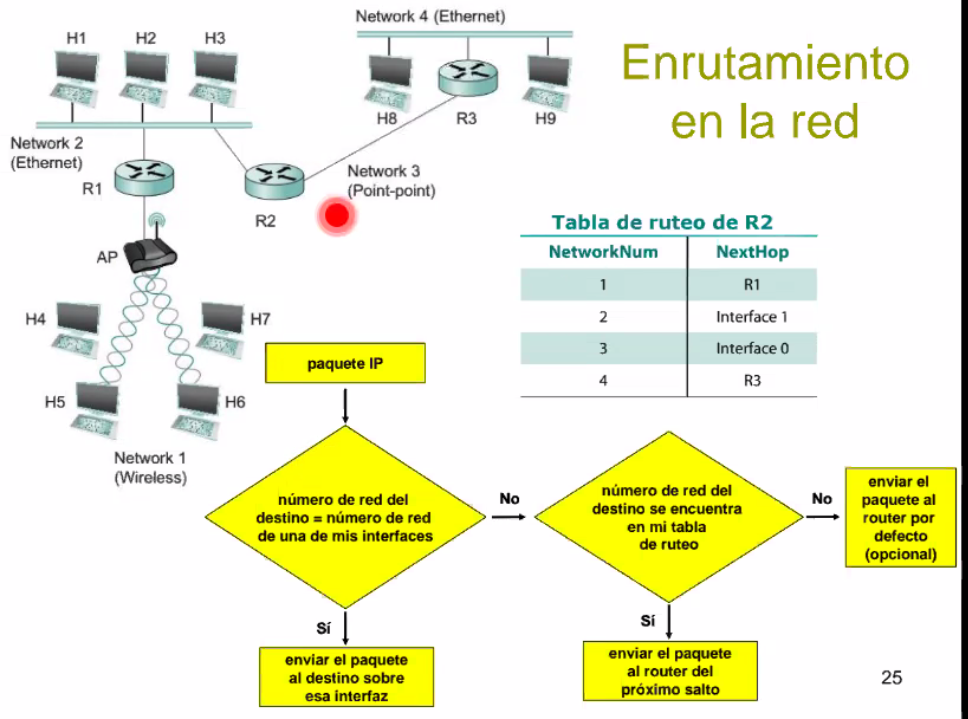 Network 4 (Ethernet)
H1
H2
H3
H8
R3
H9
Enrutamiento
en la red
Network 2
(Ethernet)
R1
R2
Network 3
(Point-point)
AP
H4
H7
H5
H6
Network 1
(Wireless)
Tabla de ruteo de R2
NetworkNum NextHop
1 R1
2 Interface 1
3 Interface 0
4 R3
paquete IP
número de red del
destino = número de red
de una de mis interfaces
No
número de red del
destino se encuentra
en mi tabla
de ruteo
No
enviar el
paquete al
router por
defecto
(opcional)
Sí
enviar el paquete
al destino sobre
esa interfaz
Sí
enviar el paquete
al router del
próximo salto
25